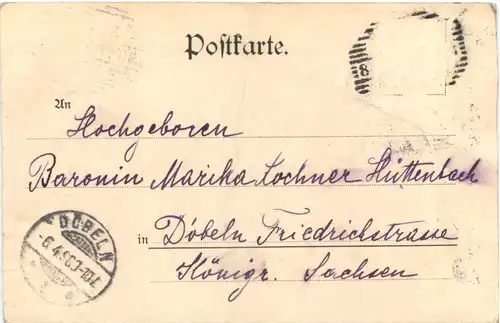 Postkarte.
An
Hochgeboren
Baronin Marika Lochner Hüttenbach
in Döbeln Friedrichstrasse
Königr. Sachsen
DÖBELN